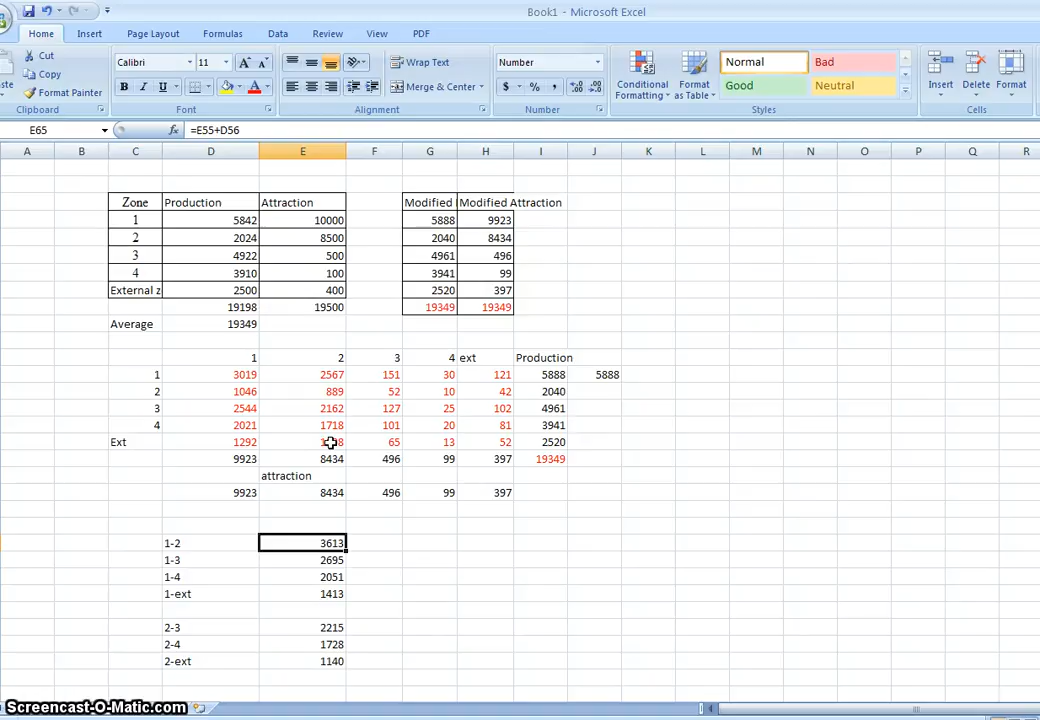 Book1 - Microsoft Excel
Home Insert Page Layout Formulas Data Review View PDF
Cut
Copy
Format Painter
Clipboard
Calibri 11 A A
B I U A
Font
Wrap Text
Merge & Center
Alignment
Number
$ % ,
Number
Conditional Formatting
Format as Table
Normal Bad
Good Neutral
Styles
Insert Delete Format
Cells
E65 fx =E55+D56
A B C D E F G H I J K L M N O P Q R
Zone Production Attraction Modified Modified Attraction
1 5842 10000 5888 9923
2 2024 8500 2040 8434
3 4922 500 4961 496
4 3910 100 3941 99
External z 2500 400 2520 397
19198 19500 19349 19349
Average 19349
1 2 3 4 ext Production
1 3019 2567 151 30 121 5888 5888
2 1046 889 52 10 42 2040
3 2544 2162 127 25 102 4961
4 2021 1718 101 20 81 3941
Ext 1292 65 13 52 2520
9923 8434 496 99 397 19349
attraction
9923 8434 496 99 397
1-2 3613
1-3 2695
1-4 2051
1-ext 1413
2-3 2215
2-4 1728
2-ext 1140
Screencast-O-Matic.com